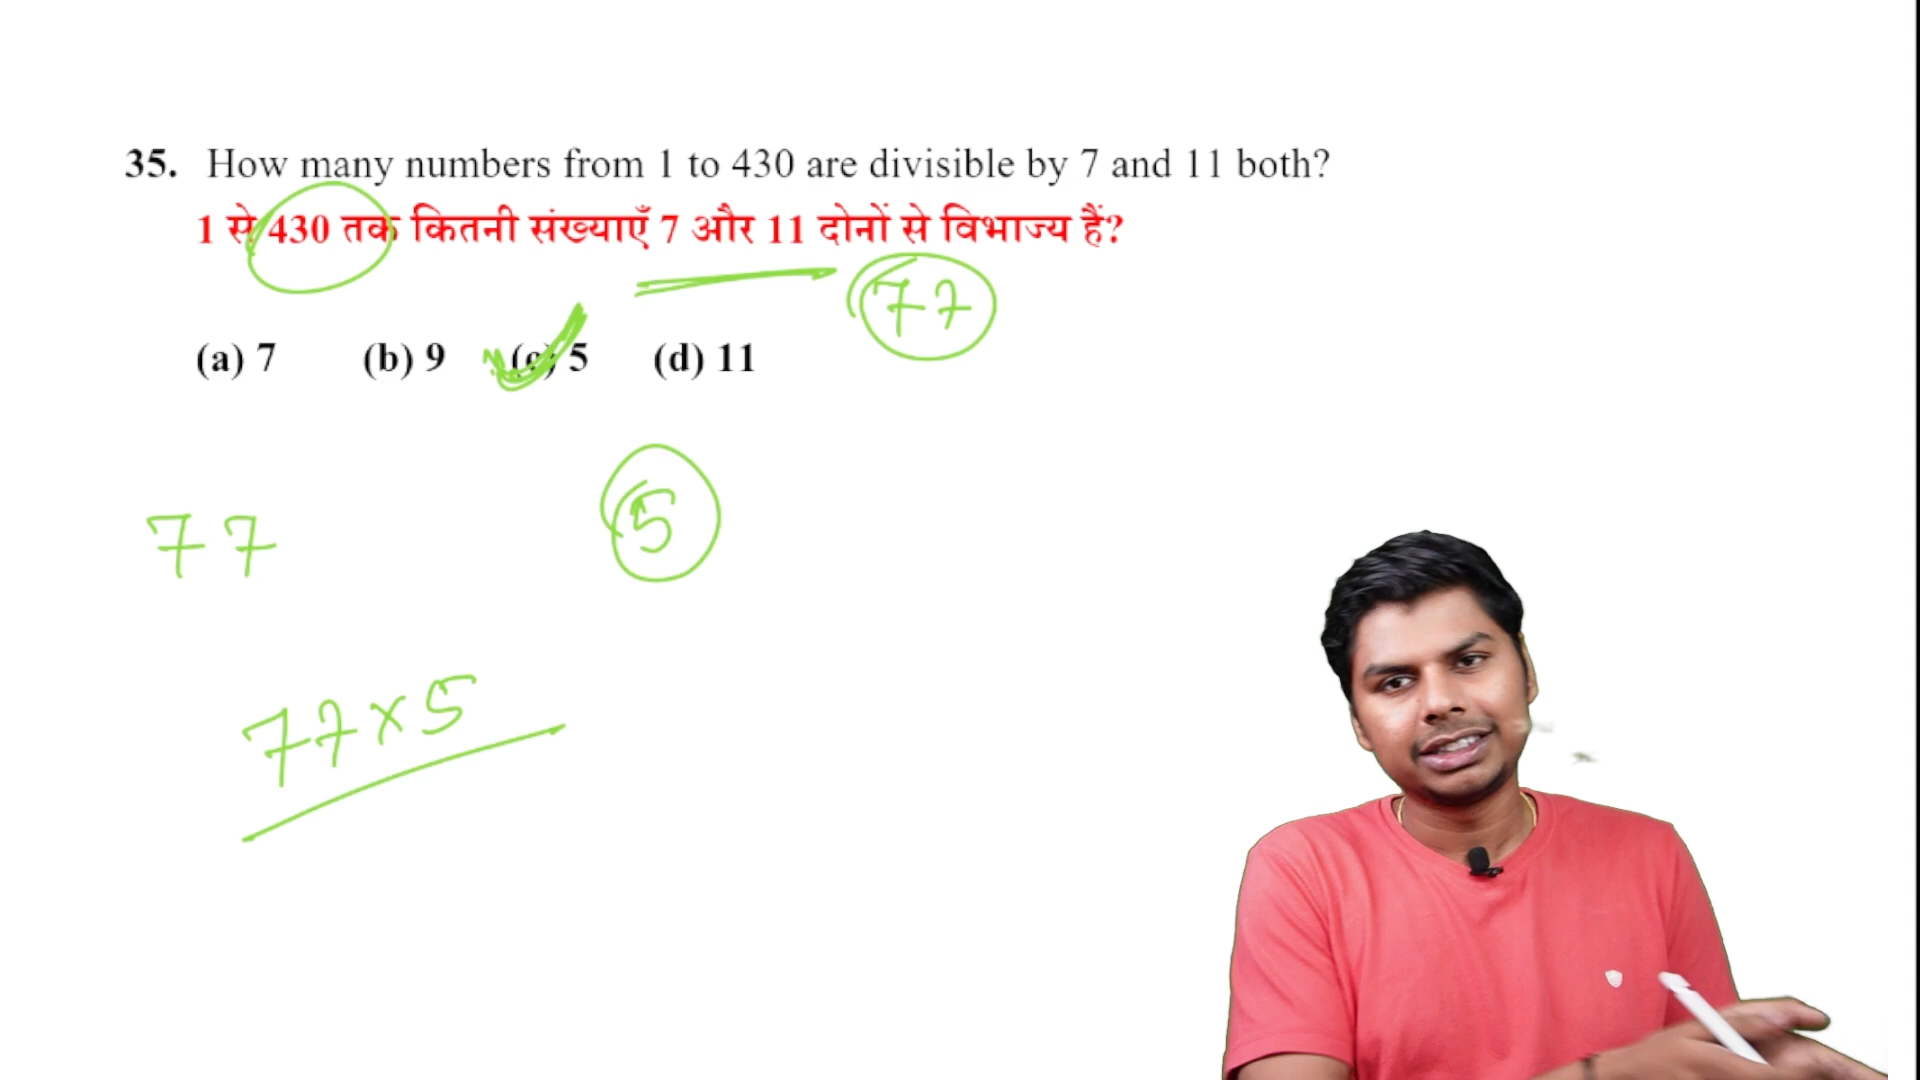 35. How many numbers from 1 to 430 are divisible by 7 and 11 both?
1 से 430 तक कितनी संख्याएँ 7 और 11 दोनों से विभाज्य हैं?
77
(a) 7 (b) 9 (c) 5 (d) 11
77 5
77×5